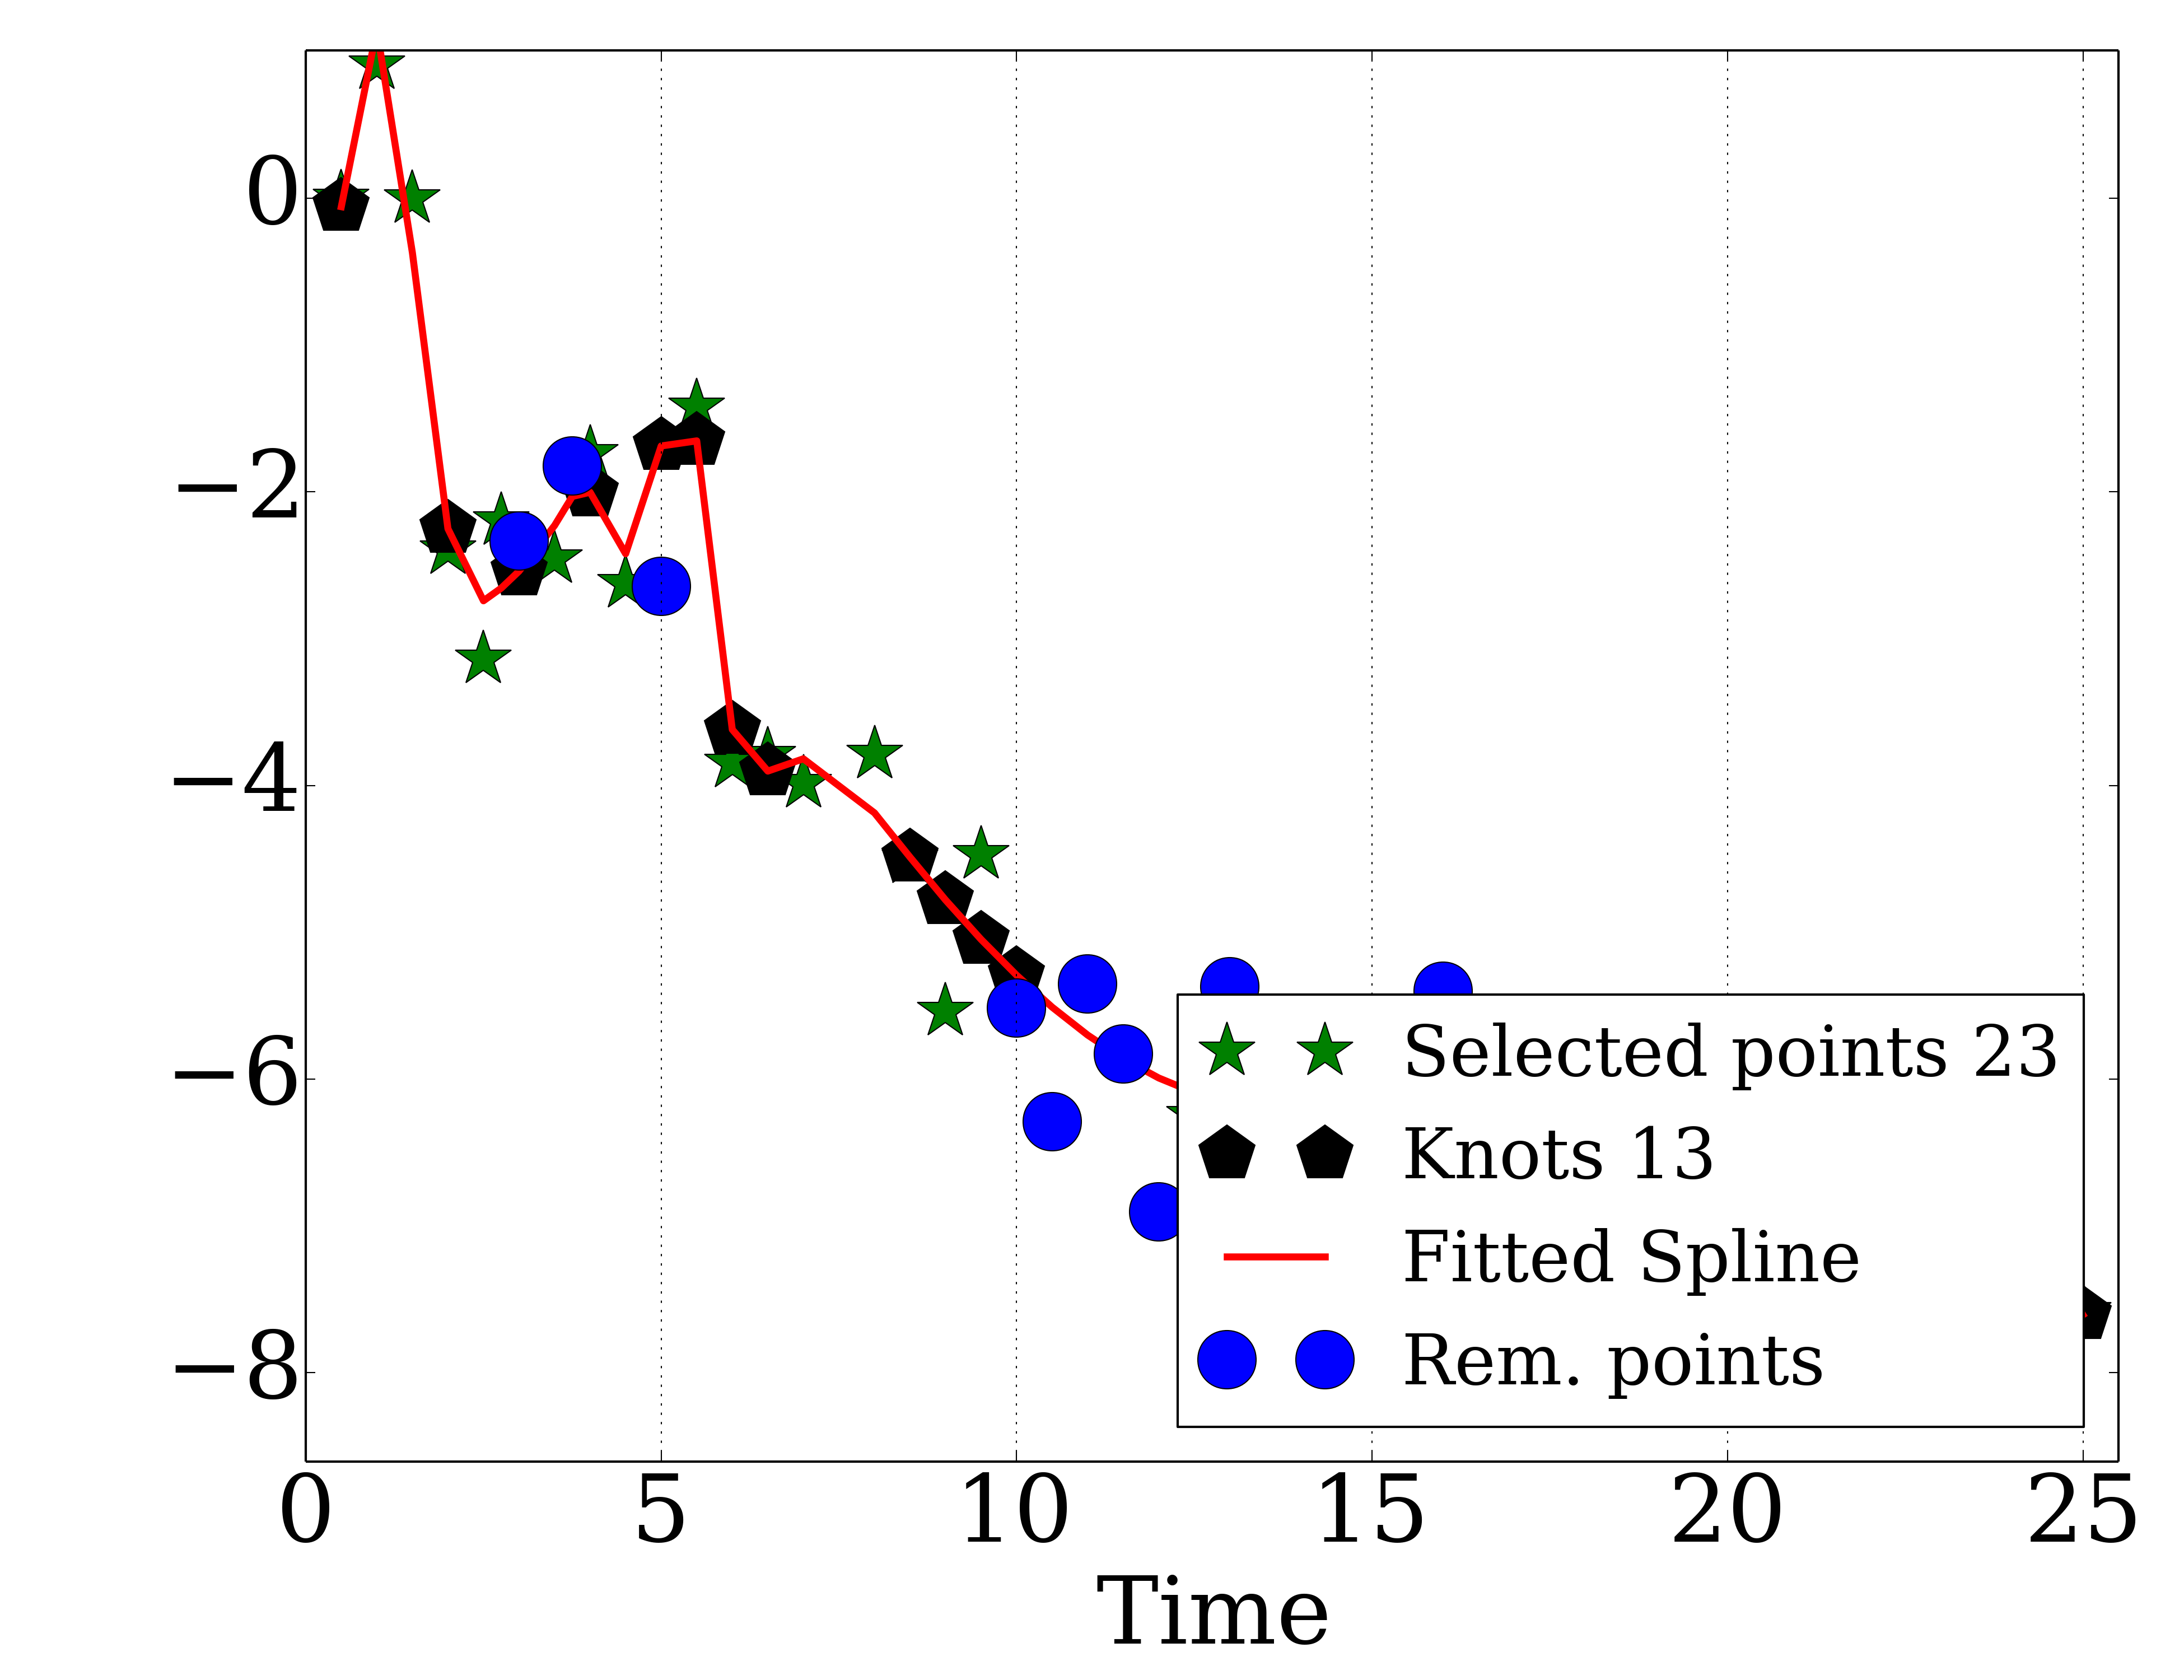 0
−2
−4
−6
−8
Selected points 23
Knots 13
Fitted Spline
Rem. points
0 5 10 15 20 25
Time